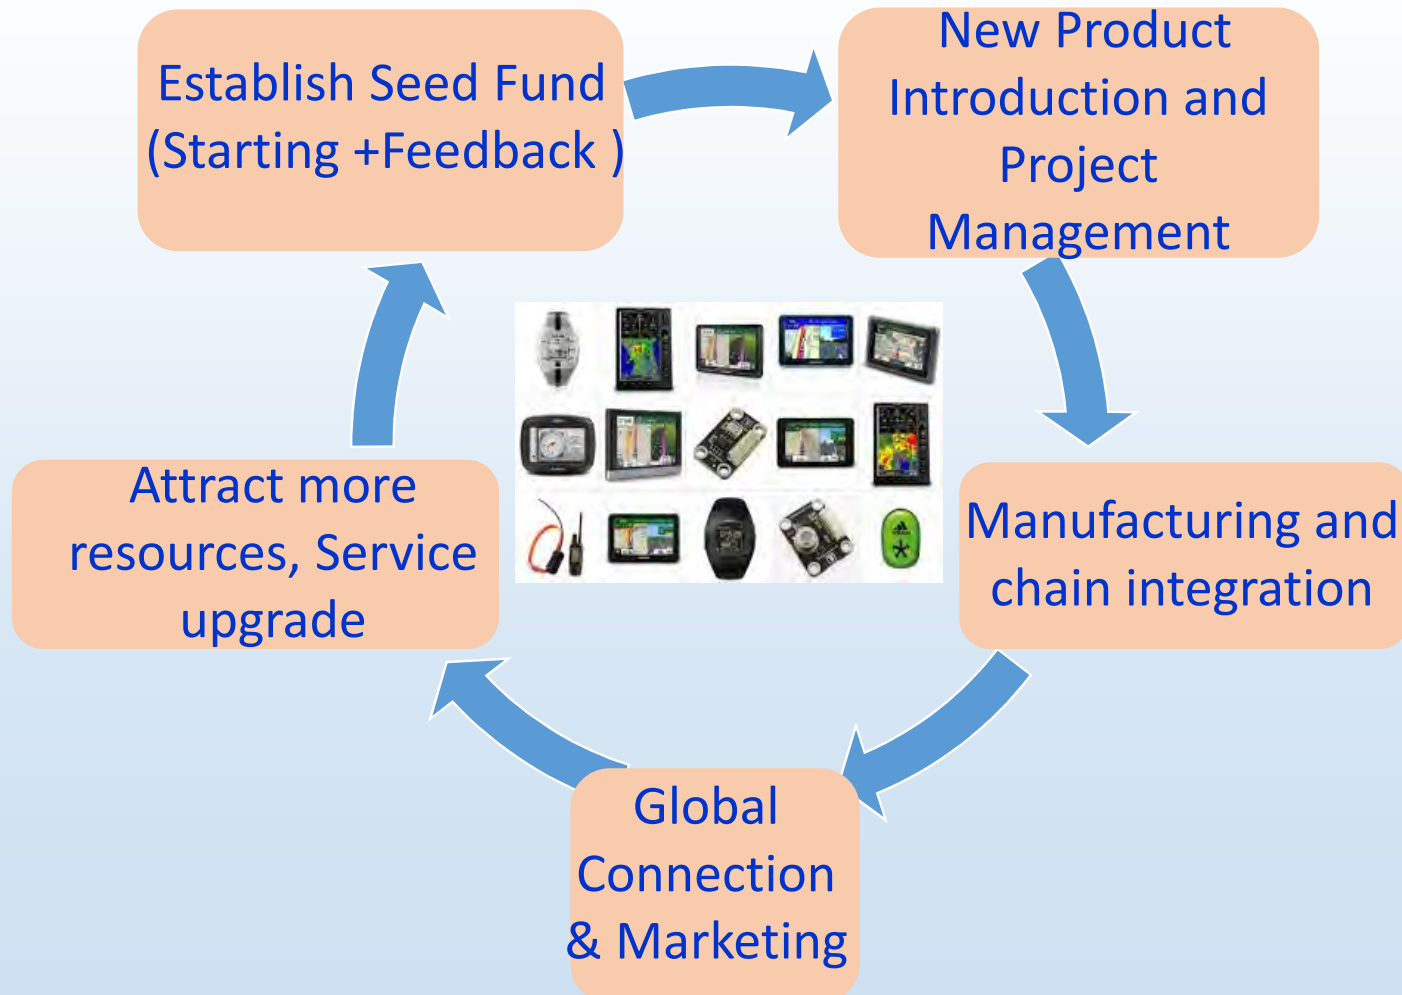 Establish Seed Fund
(Starting +Feedback )
New Product
Introduction and
Project
Management
Manufacturing and
chain integration
Global
Connection
& Marketing
Attract more
resources, Service
upgrade